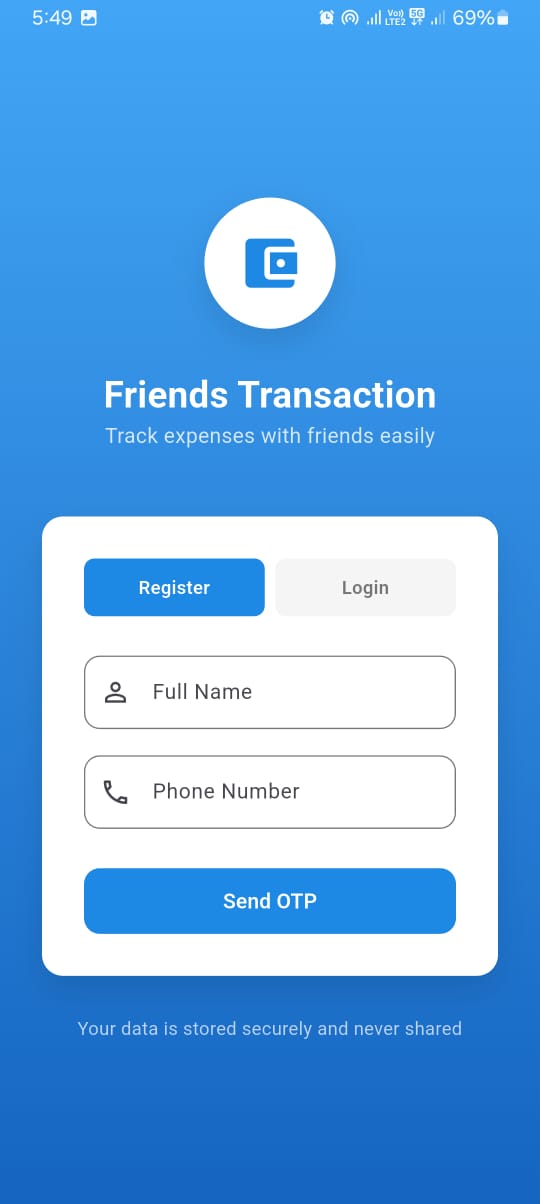 5:49 Vo)) LTE2 5G 69%
Friends Transaction
Track expenses with friends easily
Register Login
Full Name
Phone Number
Send OTP
Your data is stored securely and never shared